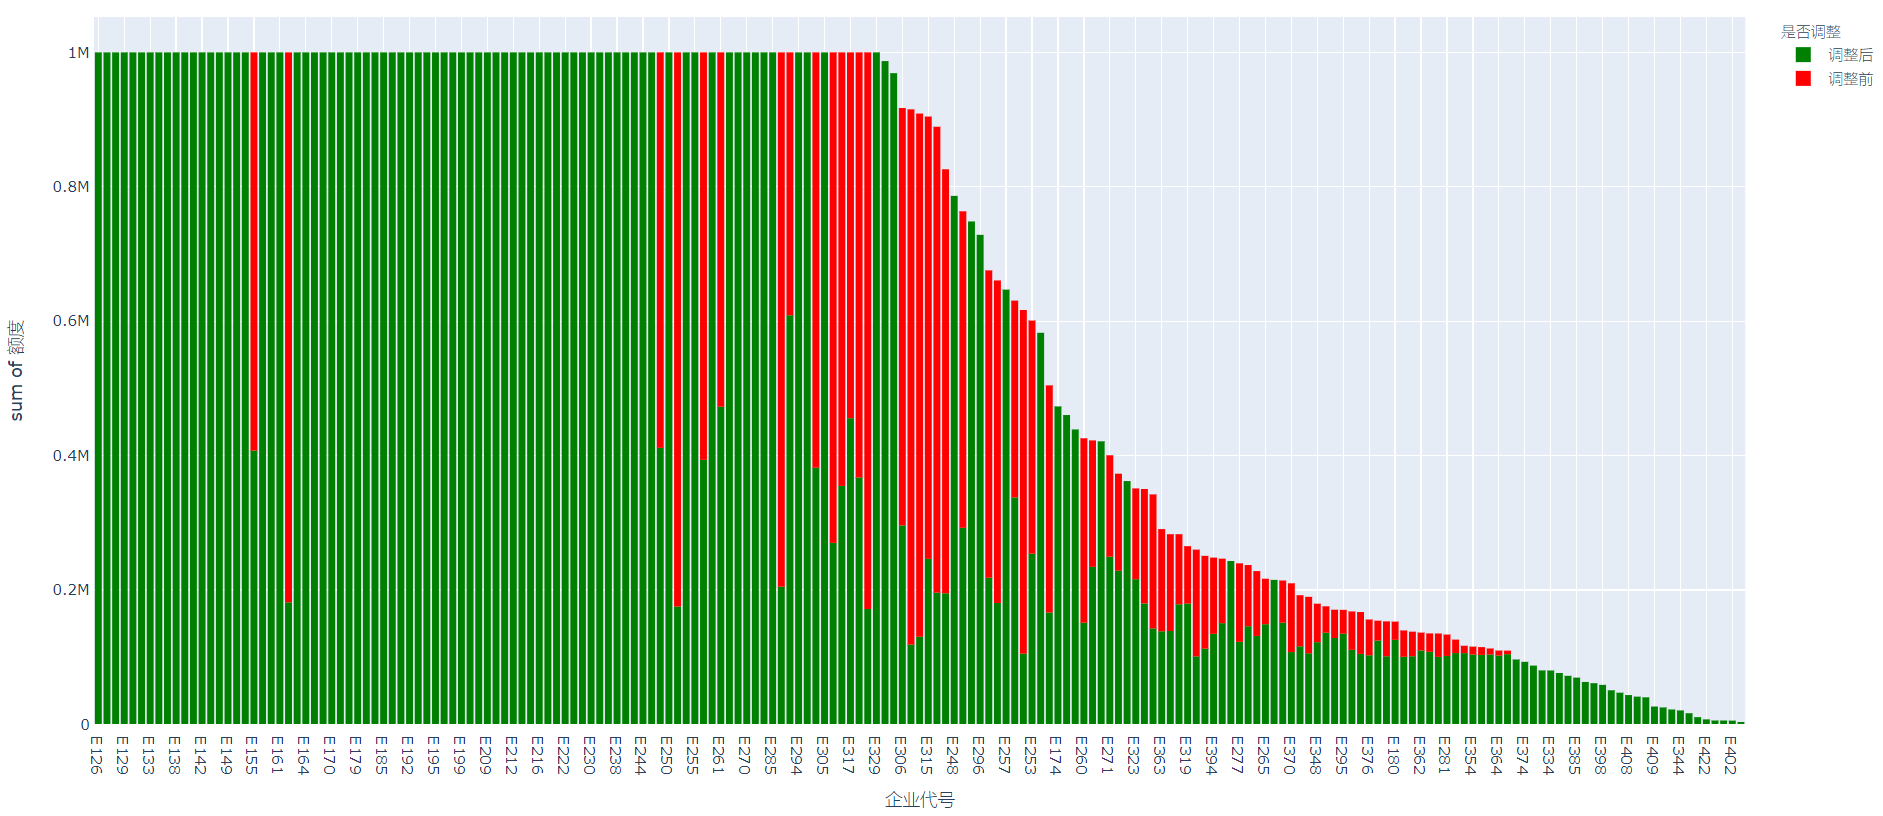 是否调整
调整后
调整前
1M
0.8M
0.6M
0.4M
0.2M
0
sum of 额度
E126
E129
E133
E138
E142
E149
E155
E161
E164
E170
E179
E185
E192
E195
E199
E209
E212
E216
E222
E230
E238
E244
E250
E255
E261
E270
E285
E294
E305
E317
E329
E306
E315
E248
E296
E257
E253
E174
E260
E271
E323
E363
E319
E394
E277
E265
E370
E348
E295
E376
E180
E362
E281
E354
E364
E374
E334
E385
E398
E408
E409
E344
E422
E402
企业代号